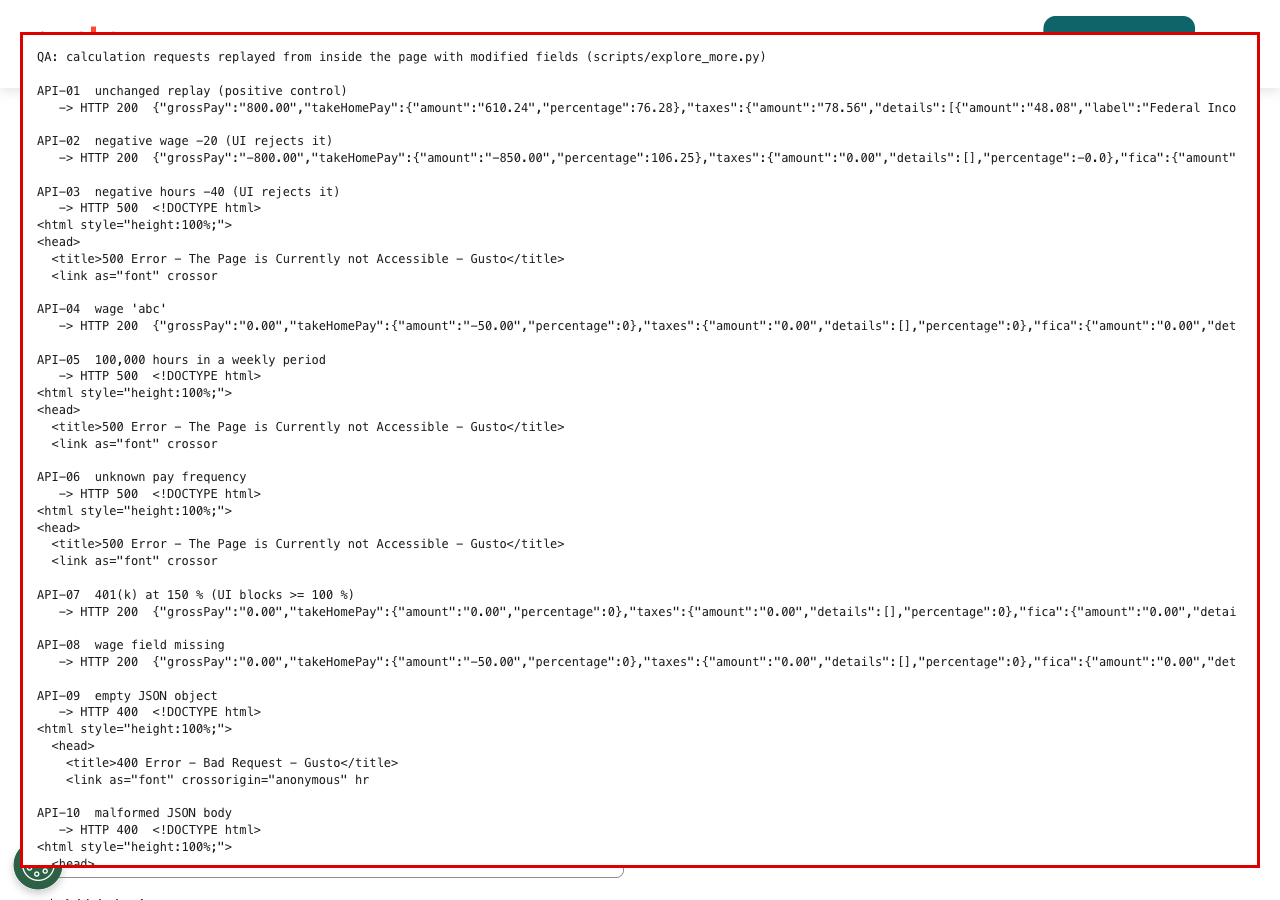 QA: calculation requests replayed from inside the page with modified fields (scripts/explore_more.py)
API-01  unchanged replay (positive control)
   -> HTTP 200  {"grossPay":"800.00","takeHomePay":{"amount":"610.24","percentage":76.28},"taxes":{"amount":"78.56","details":[{"amount":"48.08","label":"Federal Inco
API-02  negative wage -20 (UI rejects it)
   -> HTTP 200  {"grossPay":"-800.00","takeHomePay":{"amount":"-850.00","percentage":106.25},"taxes":{"amount":"0.00","details":[],"percentage":-0.0},"fica":{"amount"
API-03  negative hours -40 (UI rejects it)
   -> HTTP 500  <!DOCTYPE html>
<html style="height:100%;">
<head>
  <title>500 Error - The Page is Currently not Accessible - Gusto</title>
  <link as="font" crossor
API-04  wage 'abc'
   -> HTTP 200  {"grossPay":"0.00","takeHomePay":{"amount":"-50.00","percentage":0},"taxes":{"amount":"0.00","details":[],"percentage":0},"fica":{"amount":"0.00","det
API-05  100,000 hours in a weekly period
   -> HTTP 500  <!DOCTYPE html>
<html style="height:100%;">
<head>
  <title>500 Error - The Page is Currently not Accessible - Gusto</title>
  <link as="font" crossor
API-06  unknown pay frequency
   -> HTTP 500  <!DOCTYPE html>
<html style="height:100%;">
<head>
  <title>500 Error - The Page is Currently not Accessible - Gusto</title>
  <link as="font" crossor
API-07  401(k) at 150 % (UI blocks >= 100 %)
   -> HTTP 200  {"grossPay":"0.00","takeHomePay":{"amount":"0.00","percentage":0},"taxes":{"amount":"0.00","details":[],"percentage":0},"fica":{"amount":"0.00","detai
API-08  wage field missing
   -> HTTP 200  {"grossPay":"0.00","takeHomePay":{"amount":"-50.00","percentage":0},"taxes":{"amount":"0.00","details":[],"percentage":0},"fica":{"amount":"0.00","det
API-09  empty JSON object
   -> HTTP 400  <!DOCTYPE html>
<html style="height:100%;">
  <head>
    <title>400 Error - Bad Request - Gusto</title>
    <link as="font" crossorigin="anonymous" hr
API-10  malformed JSON body
   -> HTTP 400  <!DOCTYPE html>
<html style="height:100%;">
  <head>